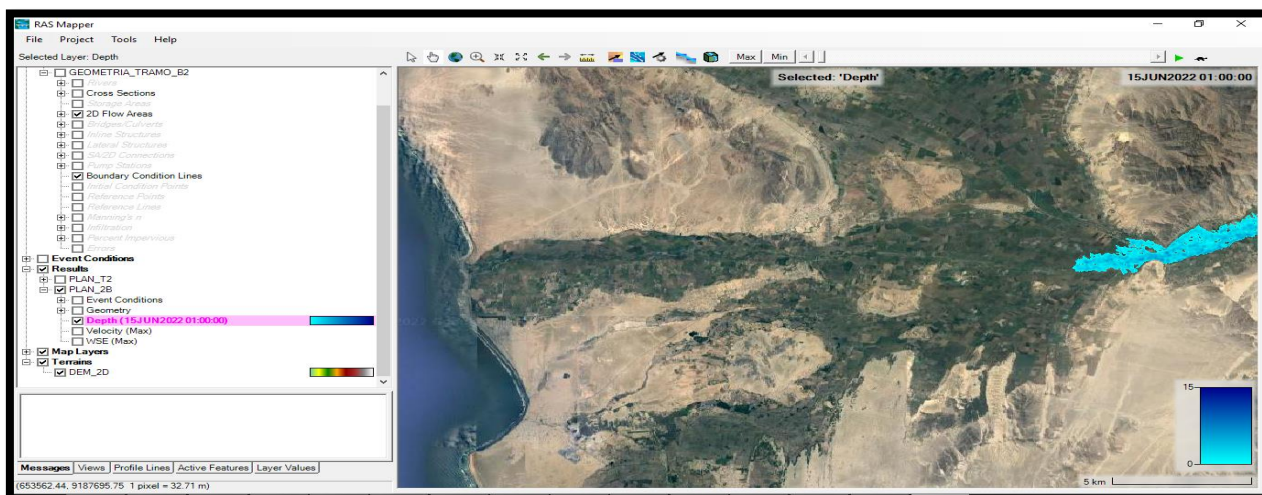 RAS Mapper
File Project Tools Help
Selected Layer: Depth
Max Min
GEOMETRIA_TRAMO_B2
Rivers
Cross Sections
Storage Areas
2D Flow Areas
Bridges/Culverts
Inline Structures
Lateral Structures
SA/2D Connections
Pump Stations
Boundary Condition Lines
Initial Condition Points
Reference Points
Reference Lines
Manning's n
Infiltration
Percent Impervious
Errors
Event Conditions
Results
PLAN_T2
PLAN_2B
Event Conditions
Geometry
Depth (15JUN2022 01:00:00)
Velocity (Max)
WSE (Max)
Map Layers
Terrains
DEM_2D
Messages Views Profile Lines Active Features Layer Values
(653562.44, 9187695.75 1 pixel = 32.71 m)
Selected: 'Depth'
15JUN2022 01:00:00
15
0
5 km